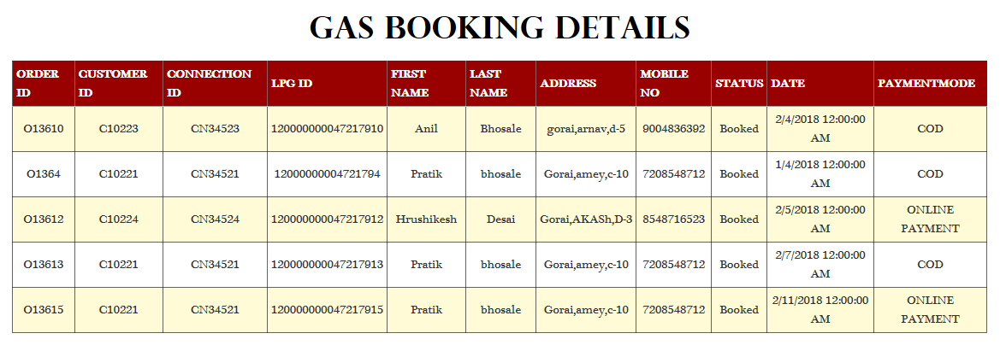 GAS BOOKING DETAILS
ORDER ID CUSTOMER ID CONNECTION ID LPG ID FIRST NAME LAST NAME ADDRESS MOBILE NO STATUS DATE PAYMENTMODE
O13610 C10223 CN34523 120000000047217910 Anil Bhosale gorai,arnav,d-5 9004836392 Booked 2/4/2018 12:00:00 AM COD
O1364 C10221 CN34521 12000000004721794 Pratik bhosale Gorai,amey,c-10 7208548712 Booked 1/4/2018 12:00:00 AM COD
O13612 C10224 CN34524 120000000047217912 Hrushikesh Desai Gorai,AKASh,D-3 8548716523 Booked 2/5/2018 12:00:00 AM ONLINE PAYMENT
O13613 C10221 CN34521 120000000047217913 Pratik bhosale Gorai,amey,c-10 7208548712 Booked 2/7/2018 12:00:00 AM COD
O13615 C10221 CN34521 120000000047217915 Pratik bhosale Gorai,amey,c-10 7208548712 Booked 2/11/2018 12:00:00 AM ONLINE PAYMENT